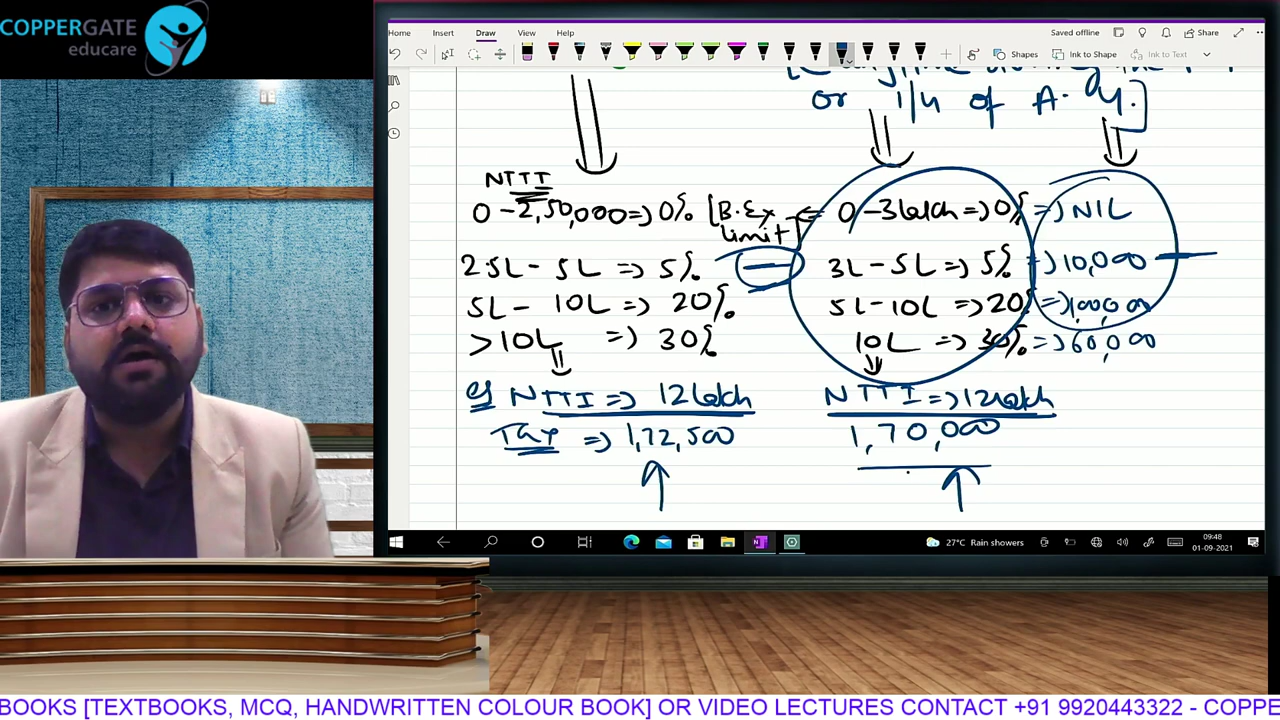 COPPERGATE
educare
Home Insert Draw View Help
Saved offline
Share
Shapes
Ink to Shape
Ink to Text
or 1/4 of A.Y.]
NTTI
0 - 2,50,000 => 0%
[B.Ex limit]
<= 0 - 3 lakh => 0% => NIL
2.5L - 5L => 5%
3L - 5L => 5% => 10,000
5L - 10L => 20%
5L - 10L => 20% => 1,00,000
> 10L => 30%
10L => 30% => 60,000
eg NTTI => 12 lakh
NTTI => 12 lakh
Tax => 1,72,500
1,70,000
27°C Rain showers
09:48
01-09-2021
BOOKS [TEXTBOOKS, MCQ, HANDWRITTEN COLOUR BOOK] OR VIDEO LECTURES CONTACT +91 9920443322 - COPPE